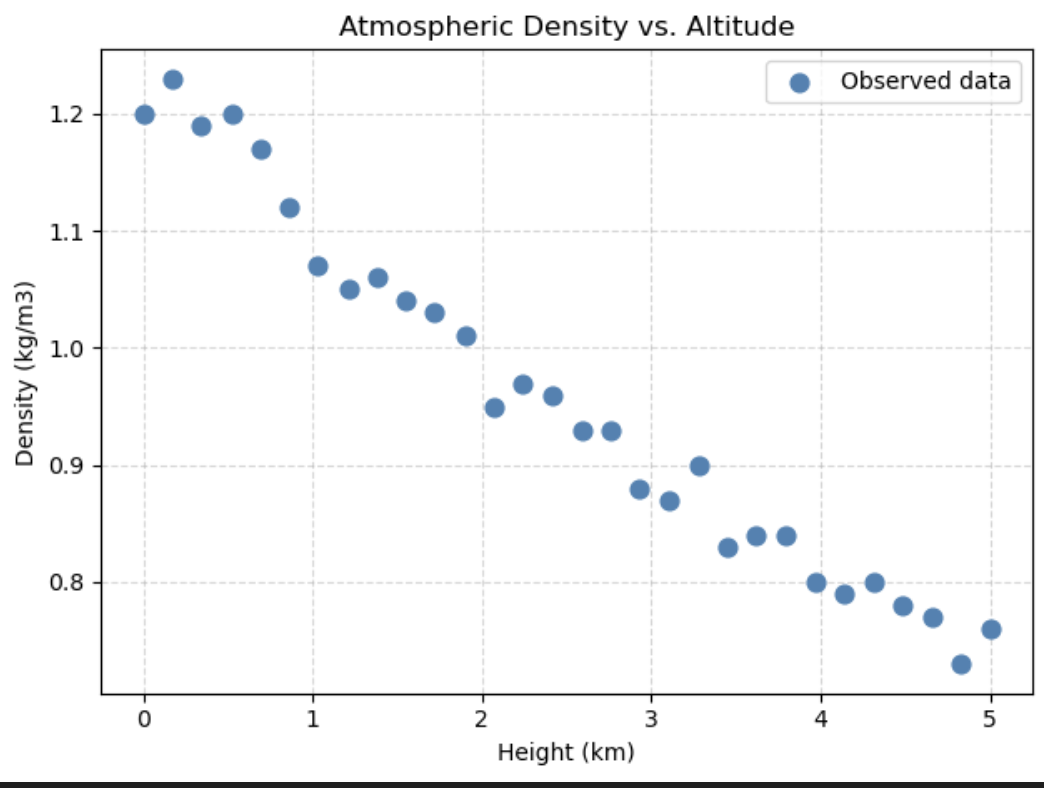 Atmospheric Density vs. Altitude
Observed data
1.2
1.1
1.0
0.9
0.8
Density (kg/m3)
0 1 2 3 4 5
Height (km)